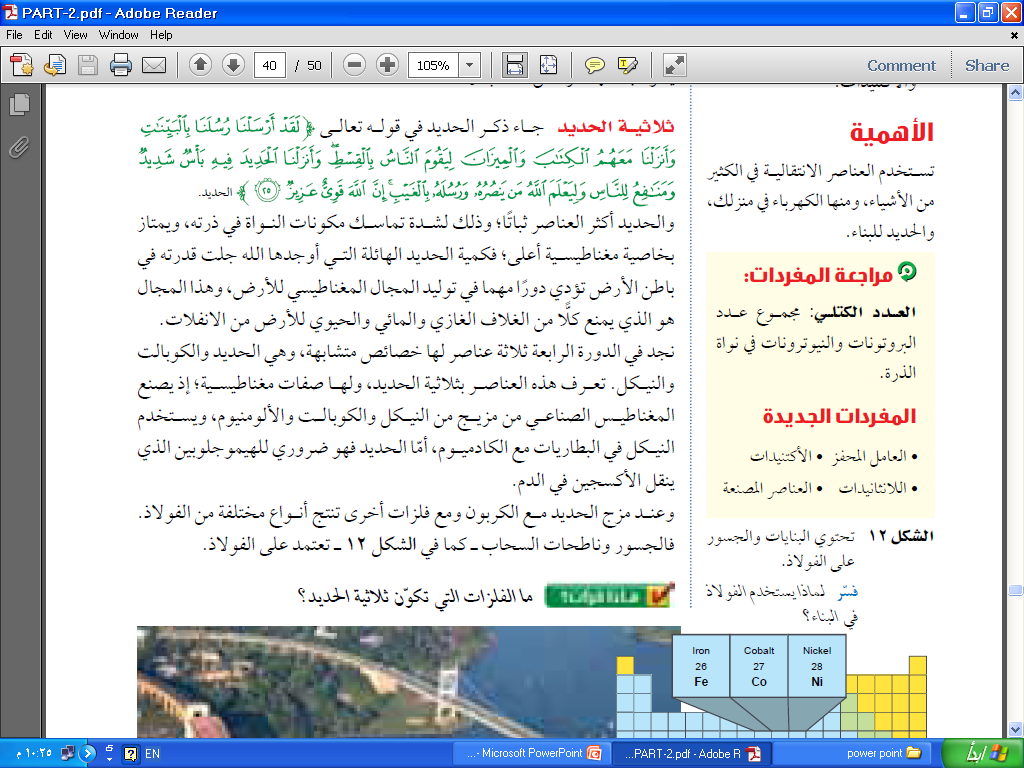 PART-2.pdf - Adobe Reader
File Edit View Window Help
40 / 50 105% Comment Share
ثلاثية الحديد جاء ذكر الحديد في قوله تعالى ﴿ لَقَدْ أَرْسَلْنَا رُسُلَنَا بِالْبَيِّنَاتِ
وَأَنزَلْنَا مَعَهُمُ الْكِتَابَ وَالْمِيزَانَ لِيَقُومَ النَّاسُ بِالْقِسْطِ وَأَنزَلْنَا الْحَدِيدَ فِيهِ بَأْسٌ شَدِيدٌ
وَمَنَافِعُ لِلنَّاسِ وَلِيَعْلَمَ اللَّهُ مَن يَنصُرُهُ وَرُسُلَهُ بِالْغَيْبِ إِنَّ اللَّهَ قَوِيٌّ عَزِيزٌ ٢٥ ﴾ الحديد.
والحديد أكثر العناصر ثباتًا؛ وذلك لشدة تماسك مكونات النواة في ذرته، ويمتاز
بخاصية مغناطيسية أعلى؛ فكمية الحديد الهائلة التي أوجدها الله جلت قدرته في
باطن الأرض تؤدي دورًا مهما في توليد المجال المغناطيسي للأرض، وهذا المجال
هو الذي يمنع كلًّا من الغلاف الغازي والمائي والحيوي للأرض من الانفلات.
نجد في الدورة الرابعة ثلاثة عناصر لها خصائص متشابهة، وهي الحديد والكوبالت
والنيكل. تعرف هذه العناصر بثلاثية الحديد، ولها صفات مغناطيسية؛ إذ يصنع
المغناطيس الصناعي من مزيج من النيكل والكوبالت والألومنيوم، ويستخدم
النيكل في البطاريات مع الكادميوم، أمّا الحديد فهو ضروري للهيموجلوبين الذي
ينقل الأكسجين في الدم.
وعند مزج الحديد مع الكربون ومع فلزات أخرى تنتج أنواع مختلفة من الفولاذ.
فالجسور وناطحات السحاب ـ كما في الشكل ١٢ ـ تعتمد على الفولاذ.
ما الفلزات التي تكوّن ثلاثية الحديد؟
الأهمية
تستخدم العناصر الانتقالية في الكثير
من الأشياء، ومنها الكهرباء في منزلك،
والحديد للبناء.
مراجعة المفردات:
العدد الكتلي: مجموع عدد
البروتونات والنيوترونات في نواة
الذرة.
المفردات الجديدة
• العامل المحفز • الأكتنيدات
• اللانثانيدات • العناصر المصنعة
الشكل ١٢ تحتوي البنايات والجسور
على الفولاذ.
فسّر لماذا يستخدم الفولاذ
في البناء؟
Iron Cobalt Nickel
26 27 28
Fe Co Ni
١٠:٢٥ م EN ...- Microsoft PowerPoint ...PART-2.pdf - Adobe R power point ابدأ